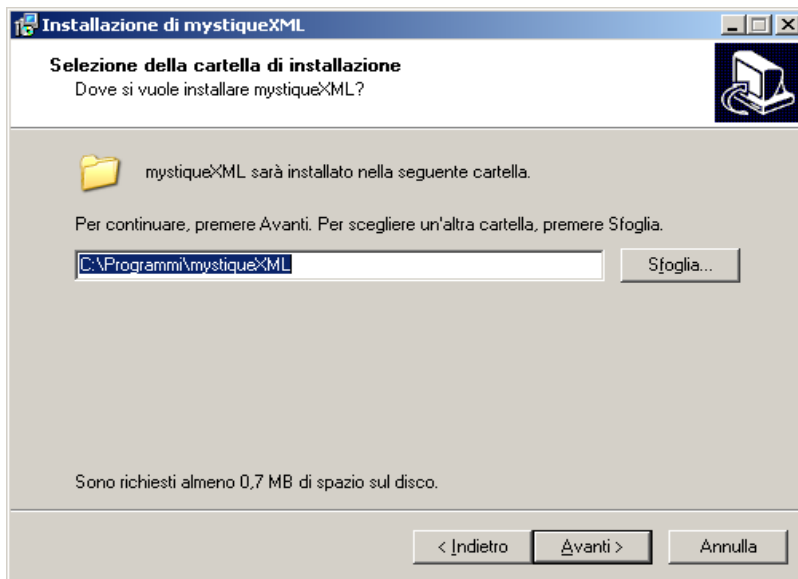 Installazione di mystiqueXML
Selezione della cartella di installazione
Dove si vuole installare mystiqueXML?
mystiqueXML sarà installato nella seguente cartella.
Per continuare, premere Avanti. Per scegliere un'altra cartella, premere Sfoglia.
C:\Programmi\mystiqueXML
Sfoglia...
Sono richiesti almeno 0,7 MB di spazio sul disco.
< Indietro
Avanti >
Annulla